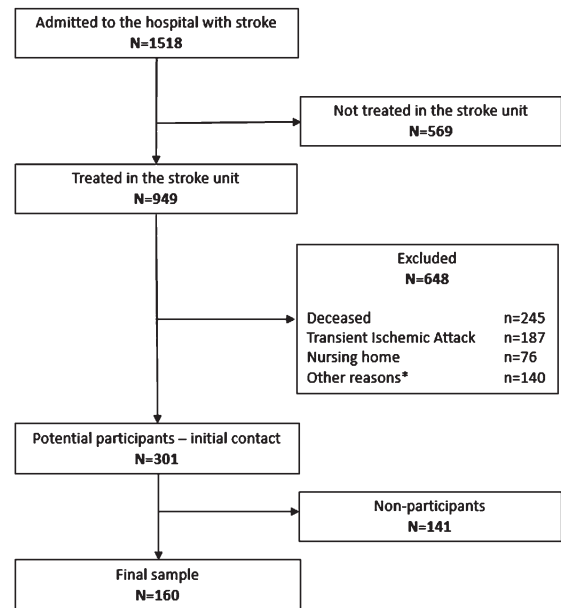 Admitted to the hospital with stroke
N=1518
Not treated in the stroke unit
N=569
Treated in the stroke unit
N=949
Excluded
N=648
Deceased n=245
Transient Ischemic Attack n=187
Nursing home n=76
Other reasons* n=140
Potential participants – initial contact
N=301
Non-participants
N=141
Final sample
N=160